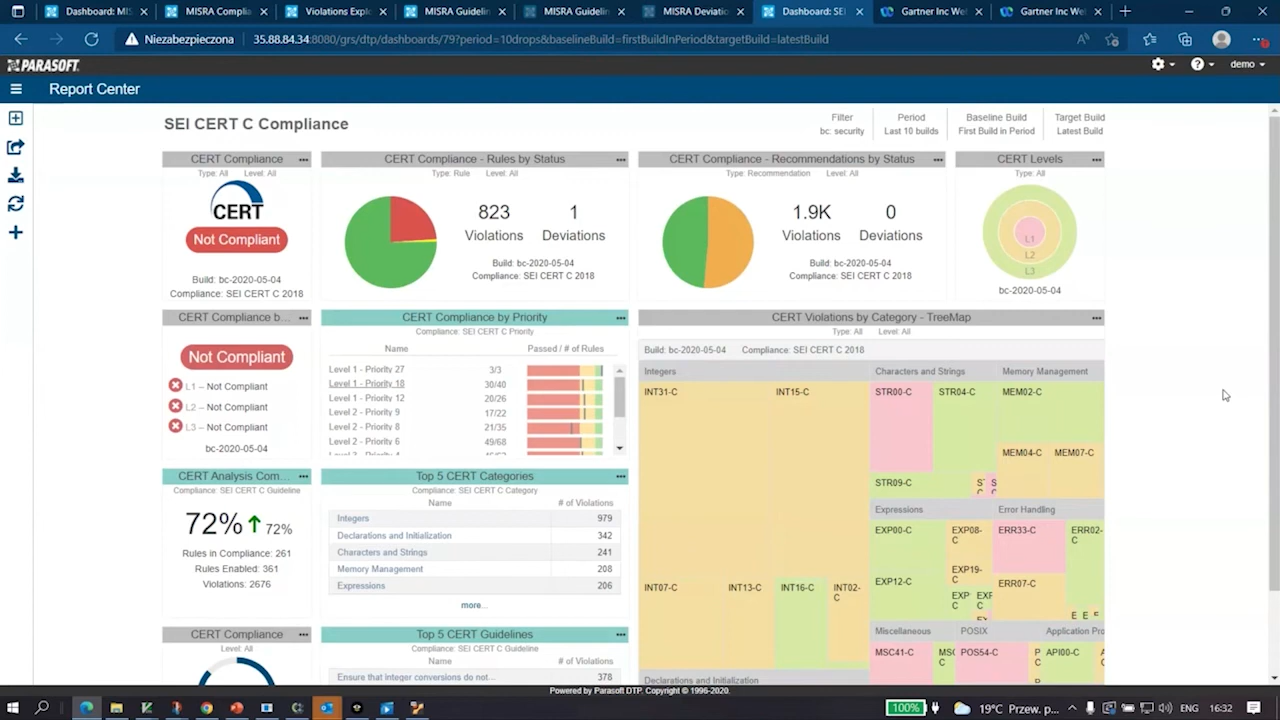 Dashboard: MI
MISRA Complia
Violations Explo
MISRA Guidelin
MISRA Guidelin
MISRA Deviatio
Dashboard: SE
Gartner Inc We
Gartner Inc We
Niezabezpieczona
35.88.84.34:8080/grs/dtp/dashboards/79?period=10drops&baselineBuild=firstBuildInPeriod&targetBuild=latestBuild
PARASOFT
demo
Report Center
SEI CERT C Compliance
Filter
bc: security
Period
Last 10 builds
Baseline Build
First Build in Period
Target Build
Latest Build
CERT Compliance
Type: All Level: All
CERT
Not Compliant
Build: bc-2020-05-04
Compliance: SEI CERT C 2018
CERT Compliance - Rules by Status
Type: Rule Level: All
823
Violations
1
Deviations
Build: bc-2020-05-04
Compliance: SEI CERT C 2018
CERT Compliance - Recommendations by Status
Type: Recommendation Level: All
1.9K
Violations
0
Deviations
Build: bc-2020-05-04
Compliance: SEI CERT C 2018
CERT Levels
Type: All
L1
L2
L3
bc-2020-05-04
CERT Compliance b...
Not Compliant
L1 – Not Compliant
L2 – Not Compliant
L3 – Not Compliant
bc-2020-05-04
CERT Compliance by Priority
Compliance: SEI CERT C Priority
Name Passed / # of Rules
Level 1 - Priority 27 3/3
Level 1 - Priority 18 30/40
Level 1 - Priority 12 20/26
Level 2 - Priority 9 17/22
Level 2 - Priority 8 21/35
Level 2 - Priority 6 49/68
CERT Violations by Category - TreeMap
Type: All Level: All
Build: bc-2020-05-04 Compliance: SEI CERT C 2018
Integers
INT31-C
INT15-C
INT07-C
INT13-C
INT16-C
INT02-
C
Characters and Strings
STR00-C
STR04-C
STR09-C
Memory Management
MEM02-C
MEM04-C
MEM07-C
Expressions
EXP00-C
EXP08-
C
EXP19-
C
EXP12-C
EXP
C
EXF
C
Error Handling
ERR33-C
ERR02-
C
ERR07-C
Miscellaneous
MSC41-C
MSC
C
POSIX
POS54-C
P
C
Application Pro
API00-C
Declarations and Initialization
CERT Analysis Com...
Compliance: SEI CERT C Guideline
72% 72%
Rules in Compliance: 261
Rules Enabled: 361
Violations: 2676
Top 5 CERT Categories
Compliance: SEI CERT C Category
Name # of Violations
Integers 979
Declarations and Initialization 342
Characters and Strings 241
Memory Management 208
Expressions 206
more...
CERT Compliance
Level: All
Top 5 CERT Guidelines
Compliance: SEI CERT C Guideline
Name # of Violations
Ensure that integer conversions do not... 378
Powered by Parasoft DTP. Copyright © 1996-2020.
100%
19°C Przew. p...
ENG
16:32